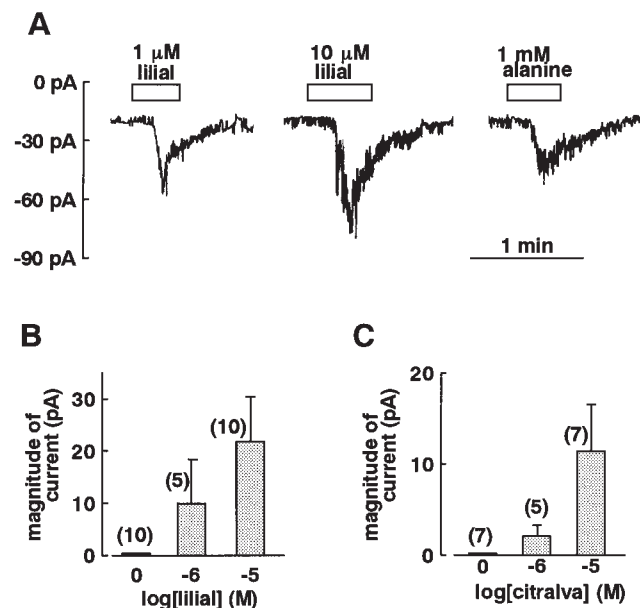 A
1 µM
lilial
10 µM
lilial
1 mM
alanine
0 pA
-30 pA
-60 pA
-90 pA
1 min
B
magnitude of
current (pA)
30
20
10
0
(10)
(5)
(10)
0
-6
-5
log[lilial] (M)
C
magnitude of
current (pA)
20
10
0
(7)
(5)
(7)
0
-6
-5
log[citralva] (M)